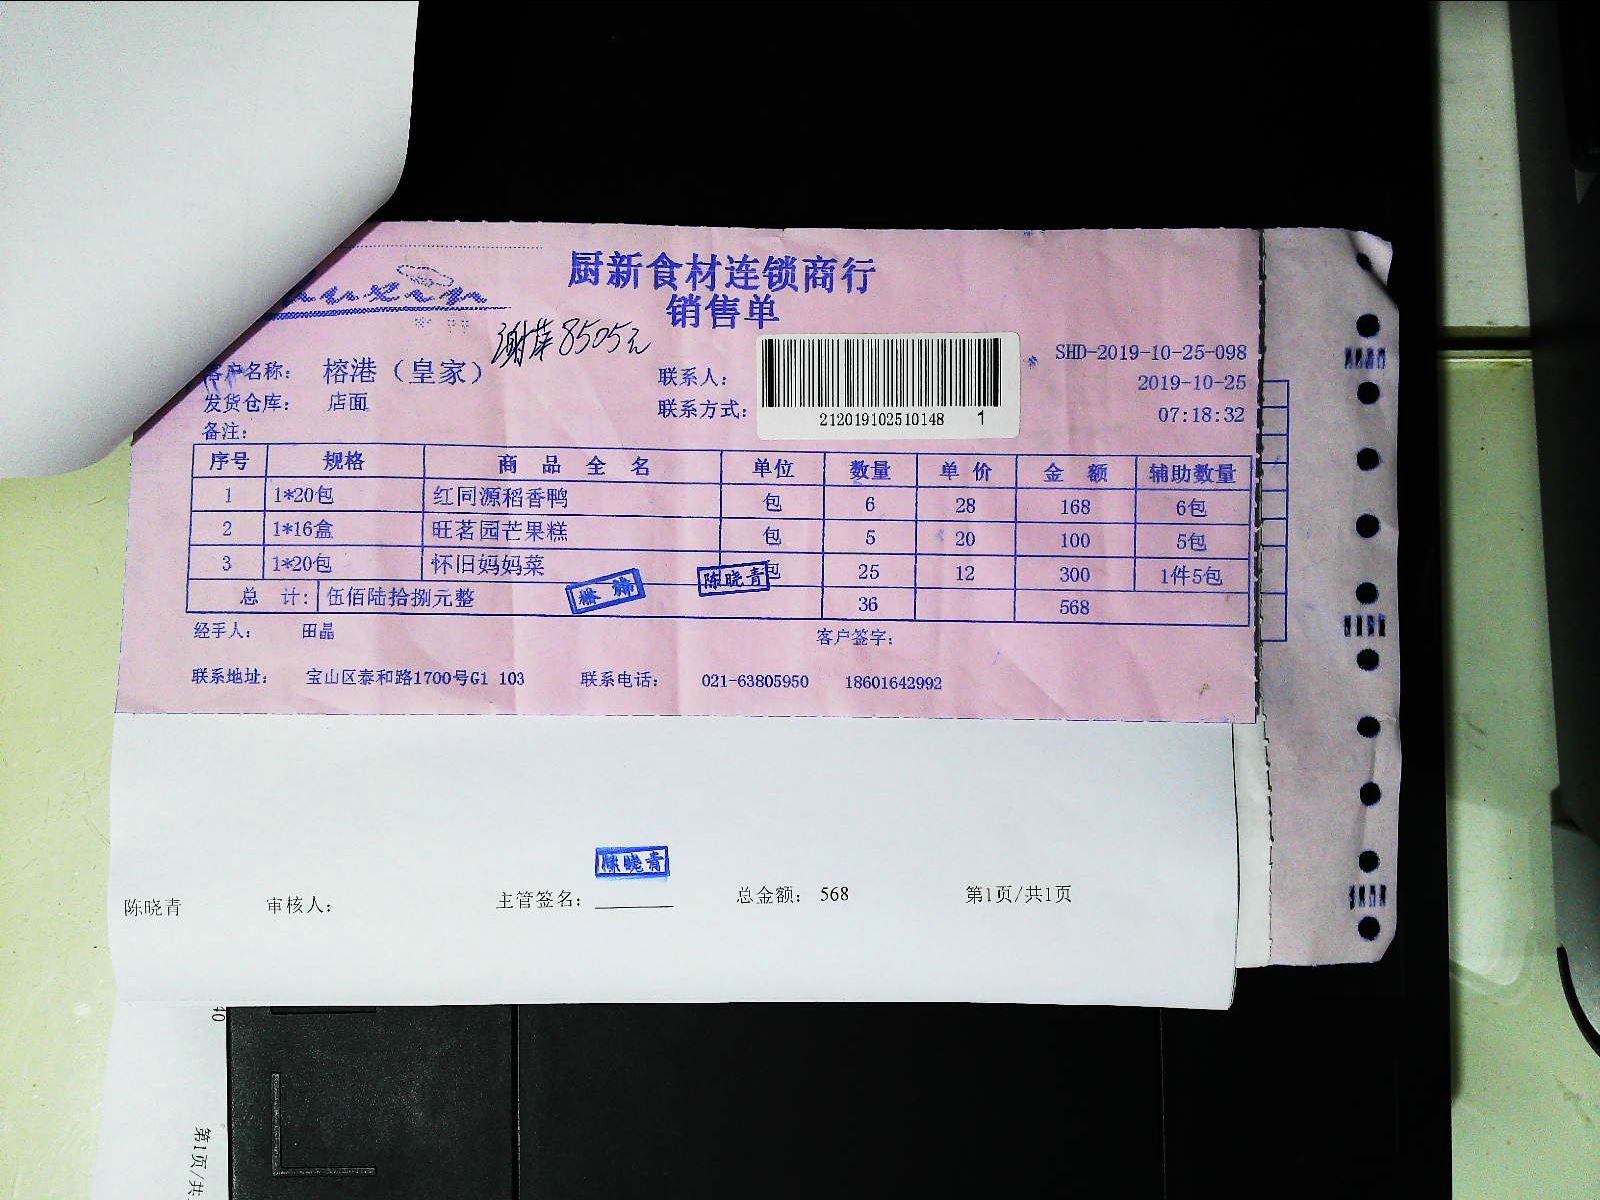 厨新食材连锁商行
销售单
SHD-2019-10-25-098
客户名称: 榕港（皇家） 联系人: 2019-10-25
发货仓库: 店面 联系方式: 212019102510148 1 07:18:32
备注:
序号 规格 商品全名 单位 数量 单价 金额 辅助数量
1 1*20包 红同源稻香鸭 包 6 28 168 6包
2 1*16盒 旺茗园芒果糕 包 5 20 100 5包
3 1*20包 怀旧妈妈菜 包 25 12 300 1件5包
陈晓青
总 计: 伍佰陆拾捌元整 36 568
经手人: 田晶 客户签字:
联系地址: 宝山区泰和路1700号G1 103 联系电话: 021-63805950 18601642992
陈晓青
陈晓青 审核人: 主管签名: 总金额: 568 第1页/共1页
40
第1页/共